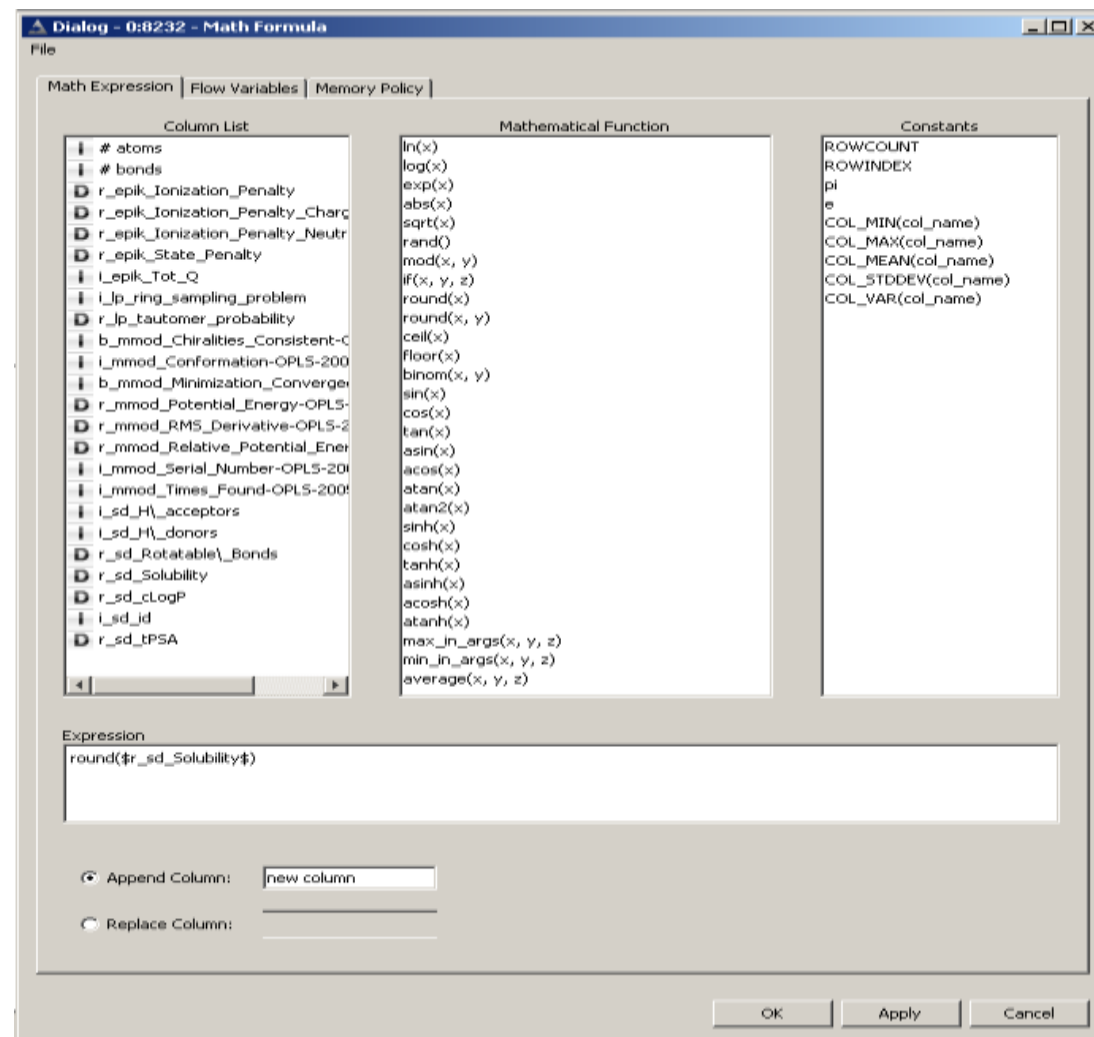 Dialog - 0:8232 - Math Formula
File
Math Expression
Flow Variables
Memory Policy
Column List
# atoms
# bonds
D r_epik_Ionization_Penalty
D r_epik_Ionization_Penalty_Charg
D r_epik_Ionization_Penalty_Neutr
D r_epik_State_Penalty
I i_epik_Tot_Q
I i_lp_ring_sampling_problem
D r_lp_tautomer_probability
I b_mmod_Chiralities_Consistent-O
I i_mmod_Conformation-OPLS-200
I b_mmod_Minimization_Converge
D r_mmod_Potential_Energy-OPLS-
D r_mmod_RMS_Derivative-OPLS-2
D r_mmod_Relative_Potential_Ener
I i_mmod_Serial_Number-OPLS-200
I i_mmod_Times_Found-OPLS-2005
I i_sd_H\_acceptors
I i_sd_H\_donors
D r_sd_Rotatable\_Bonds
D r_sd_Solubility
D r_sd_cLogP
I i_sd_id
D r_sd_tPSA
Mathematical Function
ln(x)
log(x)
exp(x)
abs(x)
sqrt(x)
rand()
mod(x, y)
if(x, y, z)
round(x)
round(x, y)
ceil(x)
floor(x)
binom(x, y)
sin(x)
cos(x)
tan(x)
asin(x)
acos(x)
atan(x)
atan2(x)
sinh(x)
cosh(x)
tanh(x)
asinh(x)
acosh(x)
atanh(x)
max_in_args(x, y, z)
min_in_args(x, y, z)
average(x, y, z)
Constants
ROWCOUNT
ROWINDEX
pi
e
COL_MIN(col_name)
COL_MAX(col_name)
COL_MEAN(col_name)
COL_STDDEV(col_name)
COL_VAR(col_name)
Expression
round($r_sd_Solubility$)
Append Column: new column
Replace Column:
OK Apply Cancel